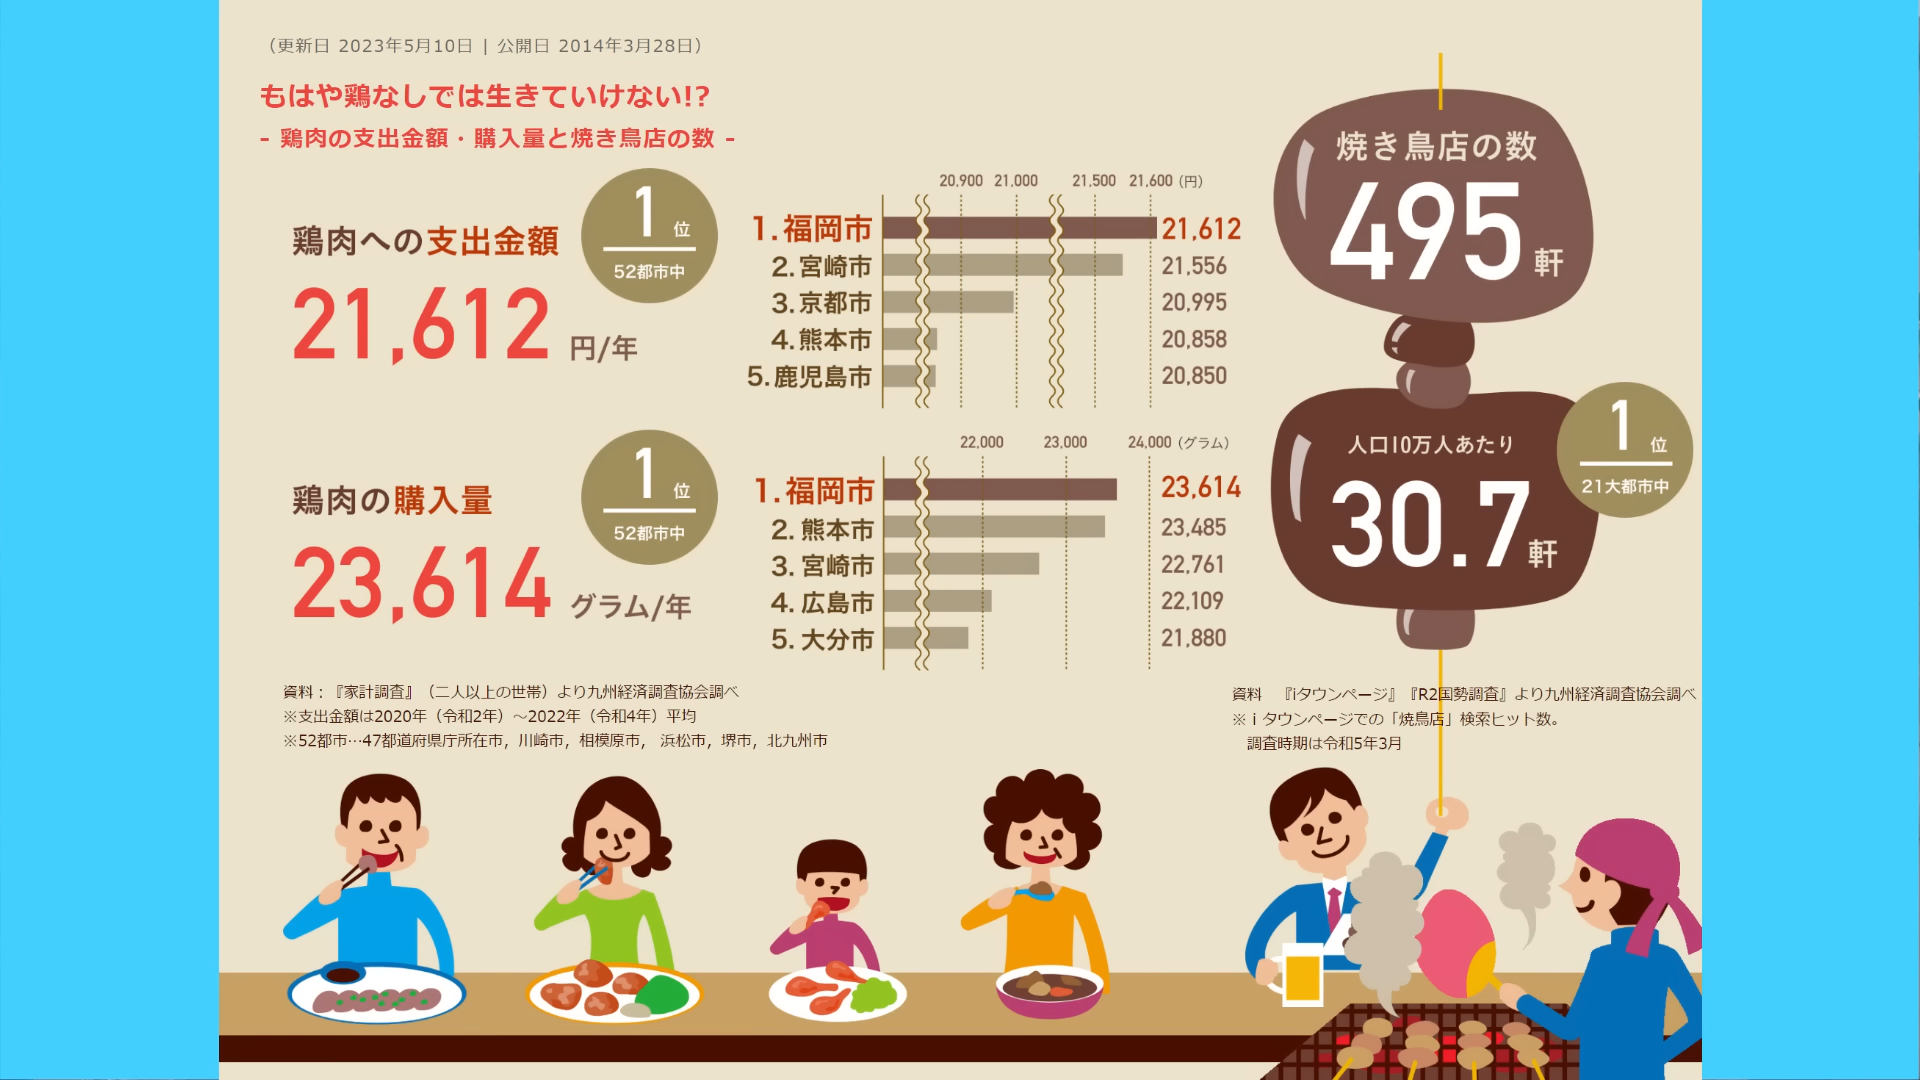 （更新日 2023年5月10日 | 公開日 2014年3月28日）
もはや鶏なしでは生きていけない!?
- 鶏肉の支出金額・購入量と焼き鳥店の数 -
鶏肉への支出金額
21,612 円/年
1位
52都市中
20,900 21,000 21,500 21,600（円）
1.福岡市 21,612
2.宮崎市 21,556
3.京都市 20,995
4.熊本市 20,858
5.鹿児島市 20,850
鶏肉の購入量
23,614 グラム/年
1位
52都市中
22,000 23,000 24,000（グラム）
1.福岡市 23,614
2.熊本市 23,485
3.宮崎市 22,761
4.広島市 22,109
5.大分市 21,880
焼き鳥店の数
495軒
人口10万人あたり
30.7軒
1位
21大都市中
資料：『家計調査』（二人以上の世帯）より九州経済調査協会調べ
※支出金額は2020年（令和2年）～2022年（令和4年）平均
※52都市…47都道府県庁所在市，川崎市，相模原市， 浜松市，堺市，北九州市
資料　『iタウンページ』『R2国勢調査』より九州経済調査協会調べ
※ｉタウンページでの「焼鳥店」検索ヒット数。
調査時期は令和5年3月